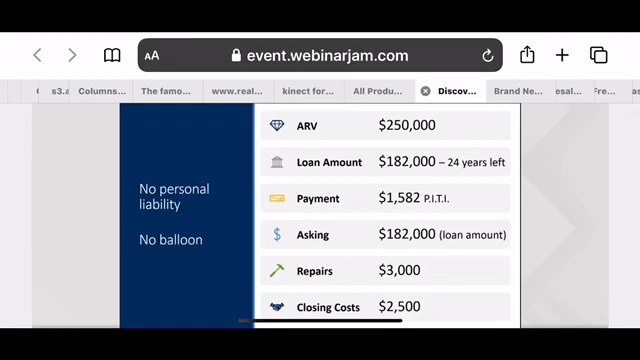 AA event.webinarjam.com
s3.a Columns... The famo... www.real... kinect for... All Produ... Discov... Brand Ne... esal... Fre...
ARV $250,000
Loan Amount $182,000 – 24 years left
No personal
liability
Payment $1,582 P.I.T.I.
No balloon
Asking $182,000 (loan amount)
Repairs $3,000
Closing Costs $2,500